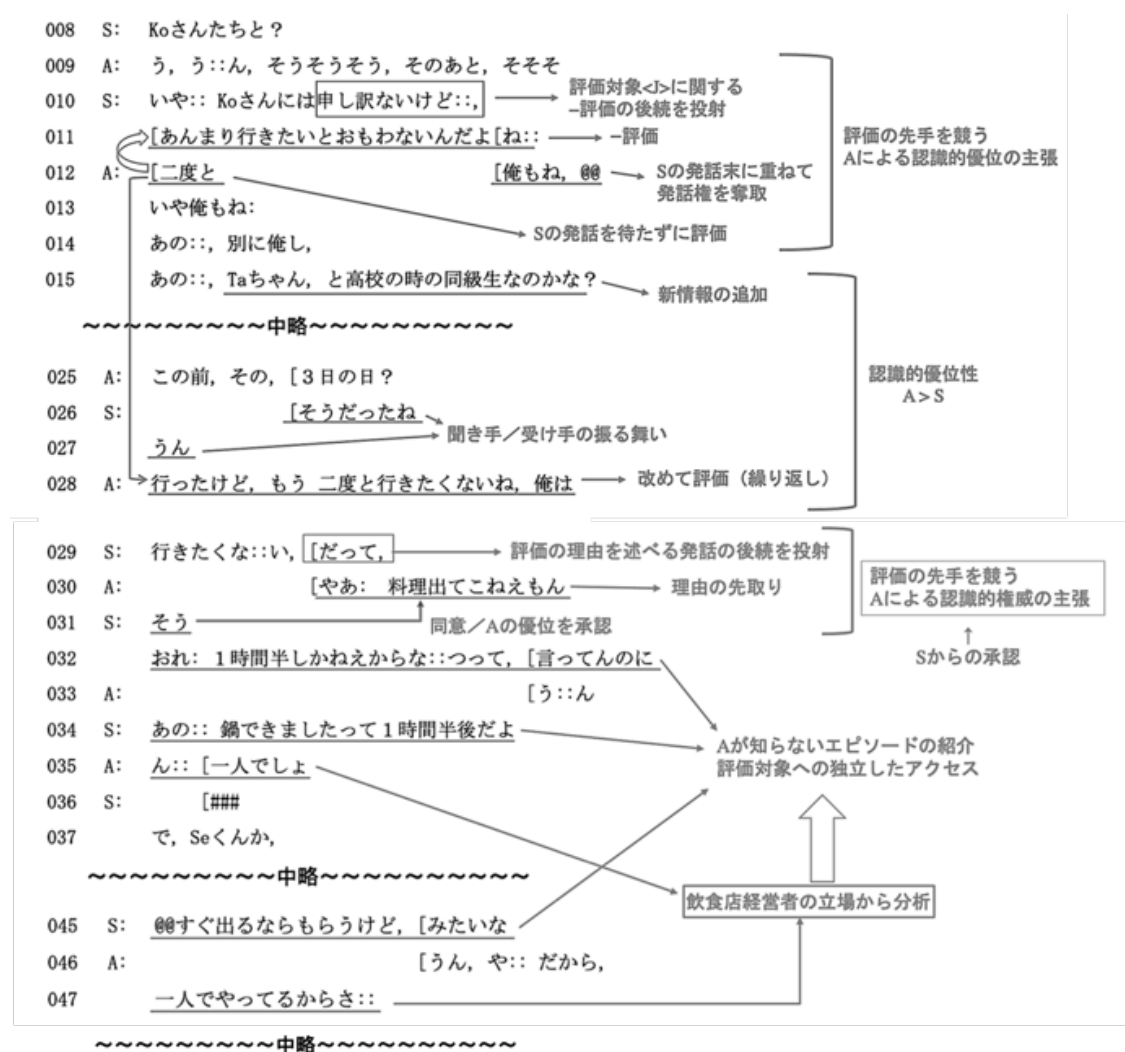 008 S: Koさんたちと？
009 A: う，う::ん，そうそうそう，そのあと，そそそ
010 S: いや:: Koさんには申し訳ないけど::，
評価対象<J>に関する
−評価の後続を投射
011 [あんまり行きたいとおもわないんだよ[ね::
−評価
評価の先手を競う
Aによる認識的優位の主張
012 A: [二度と [俺もね，@@
Sの発話末に重ねて
発話権を奪取
013 いや俺もね:
Sの発話を待たずに評価
014 あの::，別に俺し，
015 あの::，Taちゃん，と高校の時の同級生なのかな？
新情報の追加
〜〜〜〜〜〜〜〜〜中略〜〜〜〜〜〜〜〜〜〜
025 A: この前，その，[３日の日？
認識的優位性
A＞S
026 S: [そうだったね
聞き手／受け手の振る舞い
027 うん
028 A: 行ったけど，もう 二度と行きたくないね，俺は
改めて評価（繰り返し）
029 S: 行きたくな::い，[だって，
評価の理由を述べる発話の後続を投射
030 A: [やあ: 料理出てこねえもん
理由の先取り
評価の先手を競う
Aによる認識的権威の主張
031 S: そう
同意／Aの優位を承認
↑
Sからの承認
032 おれ: １時間半しかねえからな::つって，[言ってんのに
033 A: [う::ん
034 S: あの:: 鍋できましたって１時間半後だよ
Aが知らないエピソードの紹介
評価対象への独立したアクセス
035 A: ん:: [一人でしょ
036 S: [###
037 で，Seくんか，
〜〜〜〜〜〜〜〜〜中略〜〜〜〜〜〜〜〜〜〜
飲食店経営者の立場から分析
045 S: @@すぐ出るならもらうけど，[みたいな
046 A: [うん，や:: だから，
047 一人でやってるからさ::
〜〜〜〜〜〜〜〜〜中略〜〜〜〜〜〜〜〜〜〜